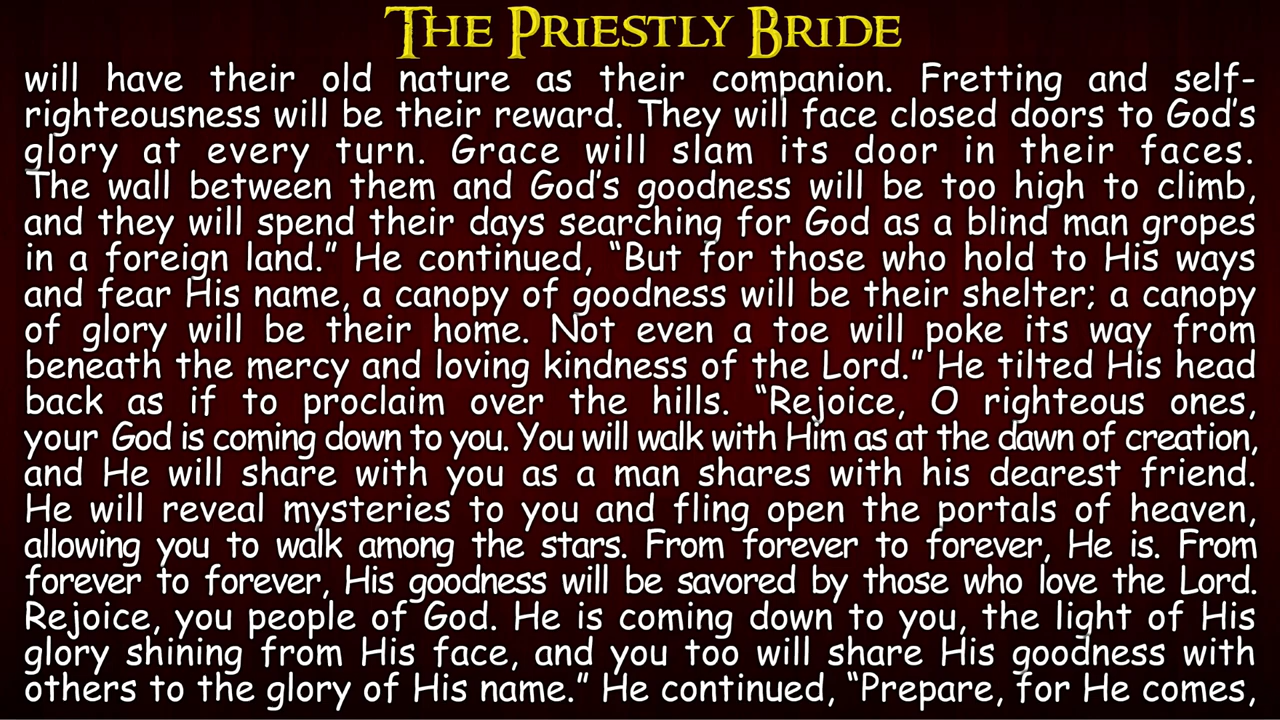 The Priestly Bride
will have their old nature as their companion. Fretting and self-
righteousness will be their reward. They will face closed doors to God's
glory at every turn. Grace will slam its door in their faces.
The wall between them and God's goodness will be too high to climb,
and they will spend their days searching for God as a blind man gropes
in a foreign land.” He continued, “But for those who hold to His ways
and fear His name, a canopy of goodness will be their shelter; a canopy
of glory will be their home. Not even a toe will poke its way from
beneath the mercy and loving kindness of the Lord.” He tilted His head
back as if to proclaim over the hills. “Rejoice, O righteous ones,
your God is coming down to you. You will walk with Him as at the dawn of creation,
and He will share with you as a man shares with his dearest friend.
He will reveal mysteries to you and fling open the portals of heaven,
allowing you to walk among the stars. From forever to forever, He is. From
forever to forever, His goodness will be savored by those who love the Lord.
Rejoice, you people of God. He is coming down to you, the light of His
glory shining from His face, and you too will share His goodness with
others to the glory of His name.” He continued, “Prepare, for He comes,